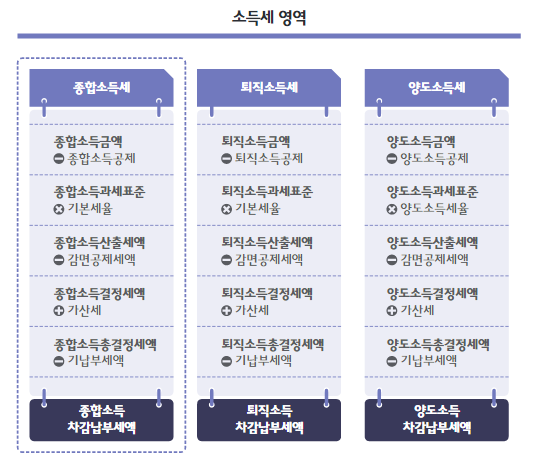 소득세 영역
종합소득세
종합소득금액
⊖ 종합소득공제
종합소득과세표준
⊗ 기본세율
종합소득산출세액
⊖ 감면공제세액
종합소득결정세액
⊕ 가산세
종합소득총결정세액
⊖ 기납부세액
종합소득
차감납부세액
퇴직소득세
퇴직소득금액
⊖ 퇴직소득공제
퇴직소득과세표준
⊗ 기본세율
퇴직소득산출세액
⊖ 감면공제세액
퇴직소득결정세액
⊕ 가산세
퇴직소득총결정세액
⊖ 기납부세액
퇴직소득
차감납부세액
양도소득세
양도소득금액
⊖ 양도소득공제
양도소득과세표준
⊗ 양도소득세율
양도소득산출세액
⊖ 감면공제세액
양도소득결정세액
⊕ 가산세
양도소득총결정세액
⊖ 기납부세액
양도소득
차감납부세액